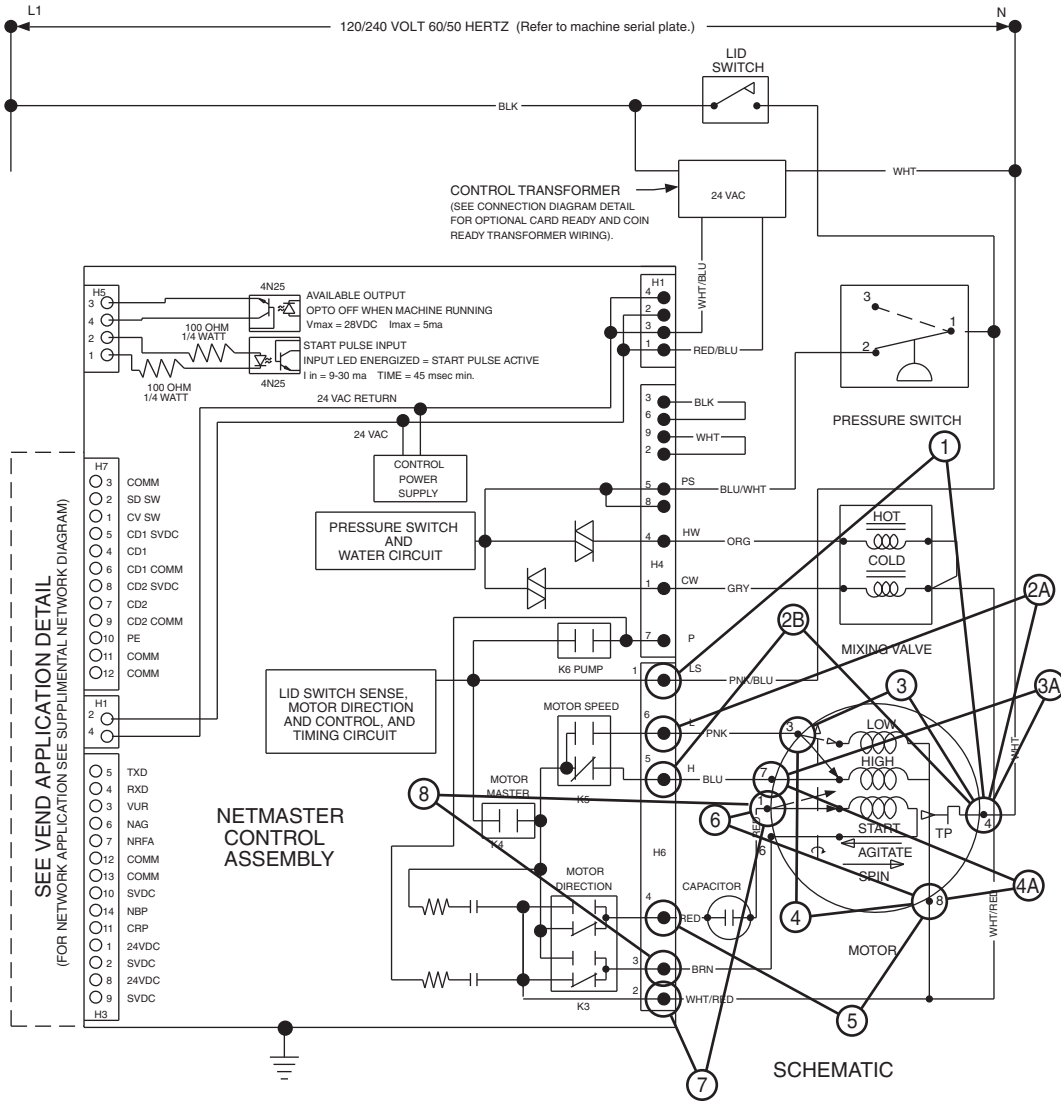 L1
N
120/240 VOLT 60/50 HERTZ (Refer to machine serial plate.)
LID
SWITCH
BLK
WHT
CONTROL TRANSFORMER
(SEE CONNECTION DIAGRAM DETAIL
FOR OPTIONAL CARD READY AND COIN
READY TRANSFORMER WIRING).
24 VAC
WHT/BLU
RED/BLU
H5
3
4
2
1
100 OHM
1/4 WATT
100 OHM
1/4 WATT
4N25
AVAILABLE OUTPUT
OPTO OFF WHEN MACHINE RUNNING
Vmax = 28VDC Imax = 5ma
START PULSE INPUT
INPUT LED ENERGIZED = START PULSE ACTIVE
I in = 9-30 ma TIME = 45 msec min.
4N25
H1
4
2
3
1
24 VAC RETURN
24 VAC
CONTROL
POWER
SUPPLY
3
6
9
2
5
8
4
H4
1
7
BLK
WHT
PS
BLU/WHT
HW
ORG
CW
GRY
P
3
1
2
PRESSURE SWITCH
PRESSURE SWITCH
AND
WATER CIRCUIT
HOT
COLD
MIXING VALVE
SEE VEND APPLICATION DETAIL
(FOR NETWORK APPLICATION SEE SUPPLIMENTAL NETWORK DIAGRAM)
H7
3 COMM
2 SD SW
1 CV SW
5 CD1 SVDC
4 CD1
6 CD1 COMM
8 CD2 SVDC
7 CD2
9 CD2 COMM
10 PE
11 COMM
12 COMM
H1
2
4
5 TXD
4 RXD
3 VUR
6 NAG
7 NRFA
12 COMM
13 COMM
10 SVDC
14 NBP
11 CRP
1 24VDC
2 SVDC
8 24VDC
9 SVDC
H3
K6 PUMP
LID SWITCH SENSE,
MOTOR DIRECTION
AND CONTROL, AND
TIMING CIRCUIT
MOTOR SPEED
K5
MOTOR
MASTER
K4
MOTOR
DIRECTION
K3
NETMASTER
CONTROL
ASSEMBLY
1
LS
PNK/BLU
6
L
PNK
5
H
BLU
H6
4
RED
CAPACITOR
3
BRN
2
WHT/RED
RED
3
7
1
6
8
4
LOW
HIGH
START
AGITATE
SPIN
TP
MOTOR
WHT
WHT/RED
1
2A
2B
3
3A
4
4A
5
6
7
8
SCHEMATIC